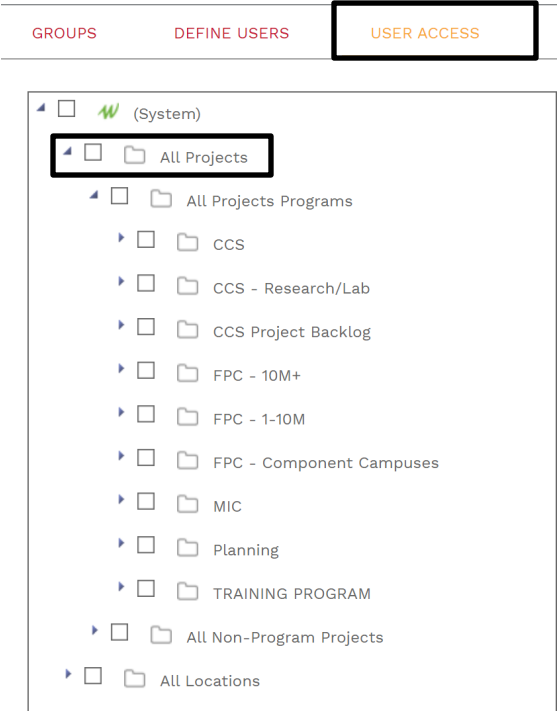 GROUPS DEFINE USERS USER ACCESS
(System)
All Projects
All Projects Programs
CCS
CCS - Research/Lab
CCS Project Backlog
FPC - 10M+
FPC - 1-10M
FPC - Component Campuses
MIC
Planning
TRAINING PROGRAM
All Non-Program Projects
All Locations